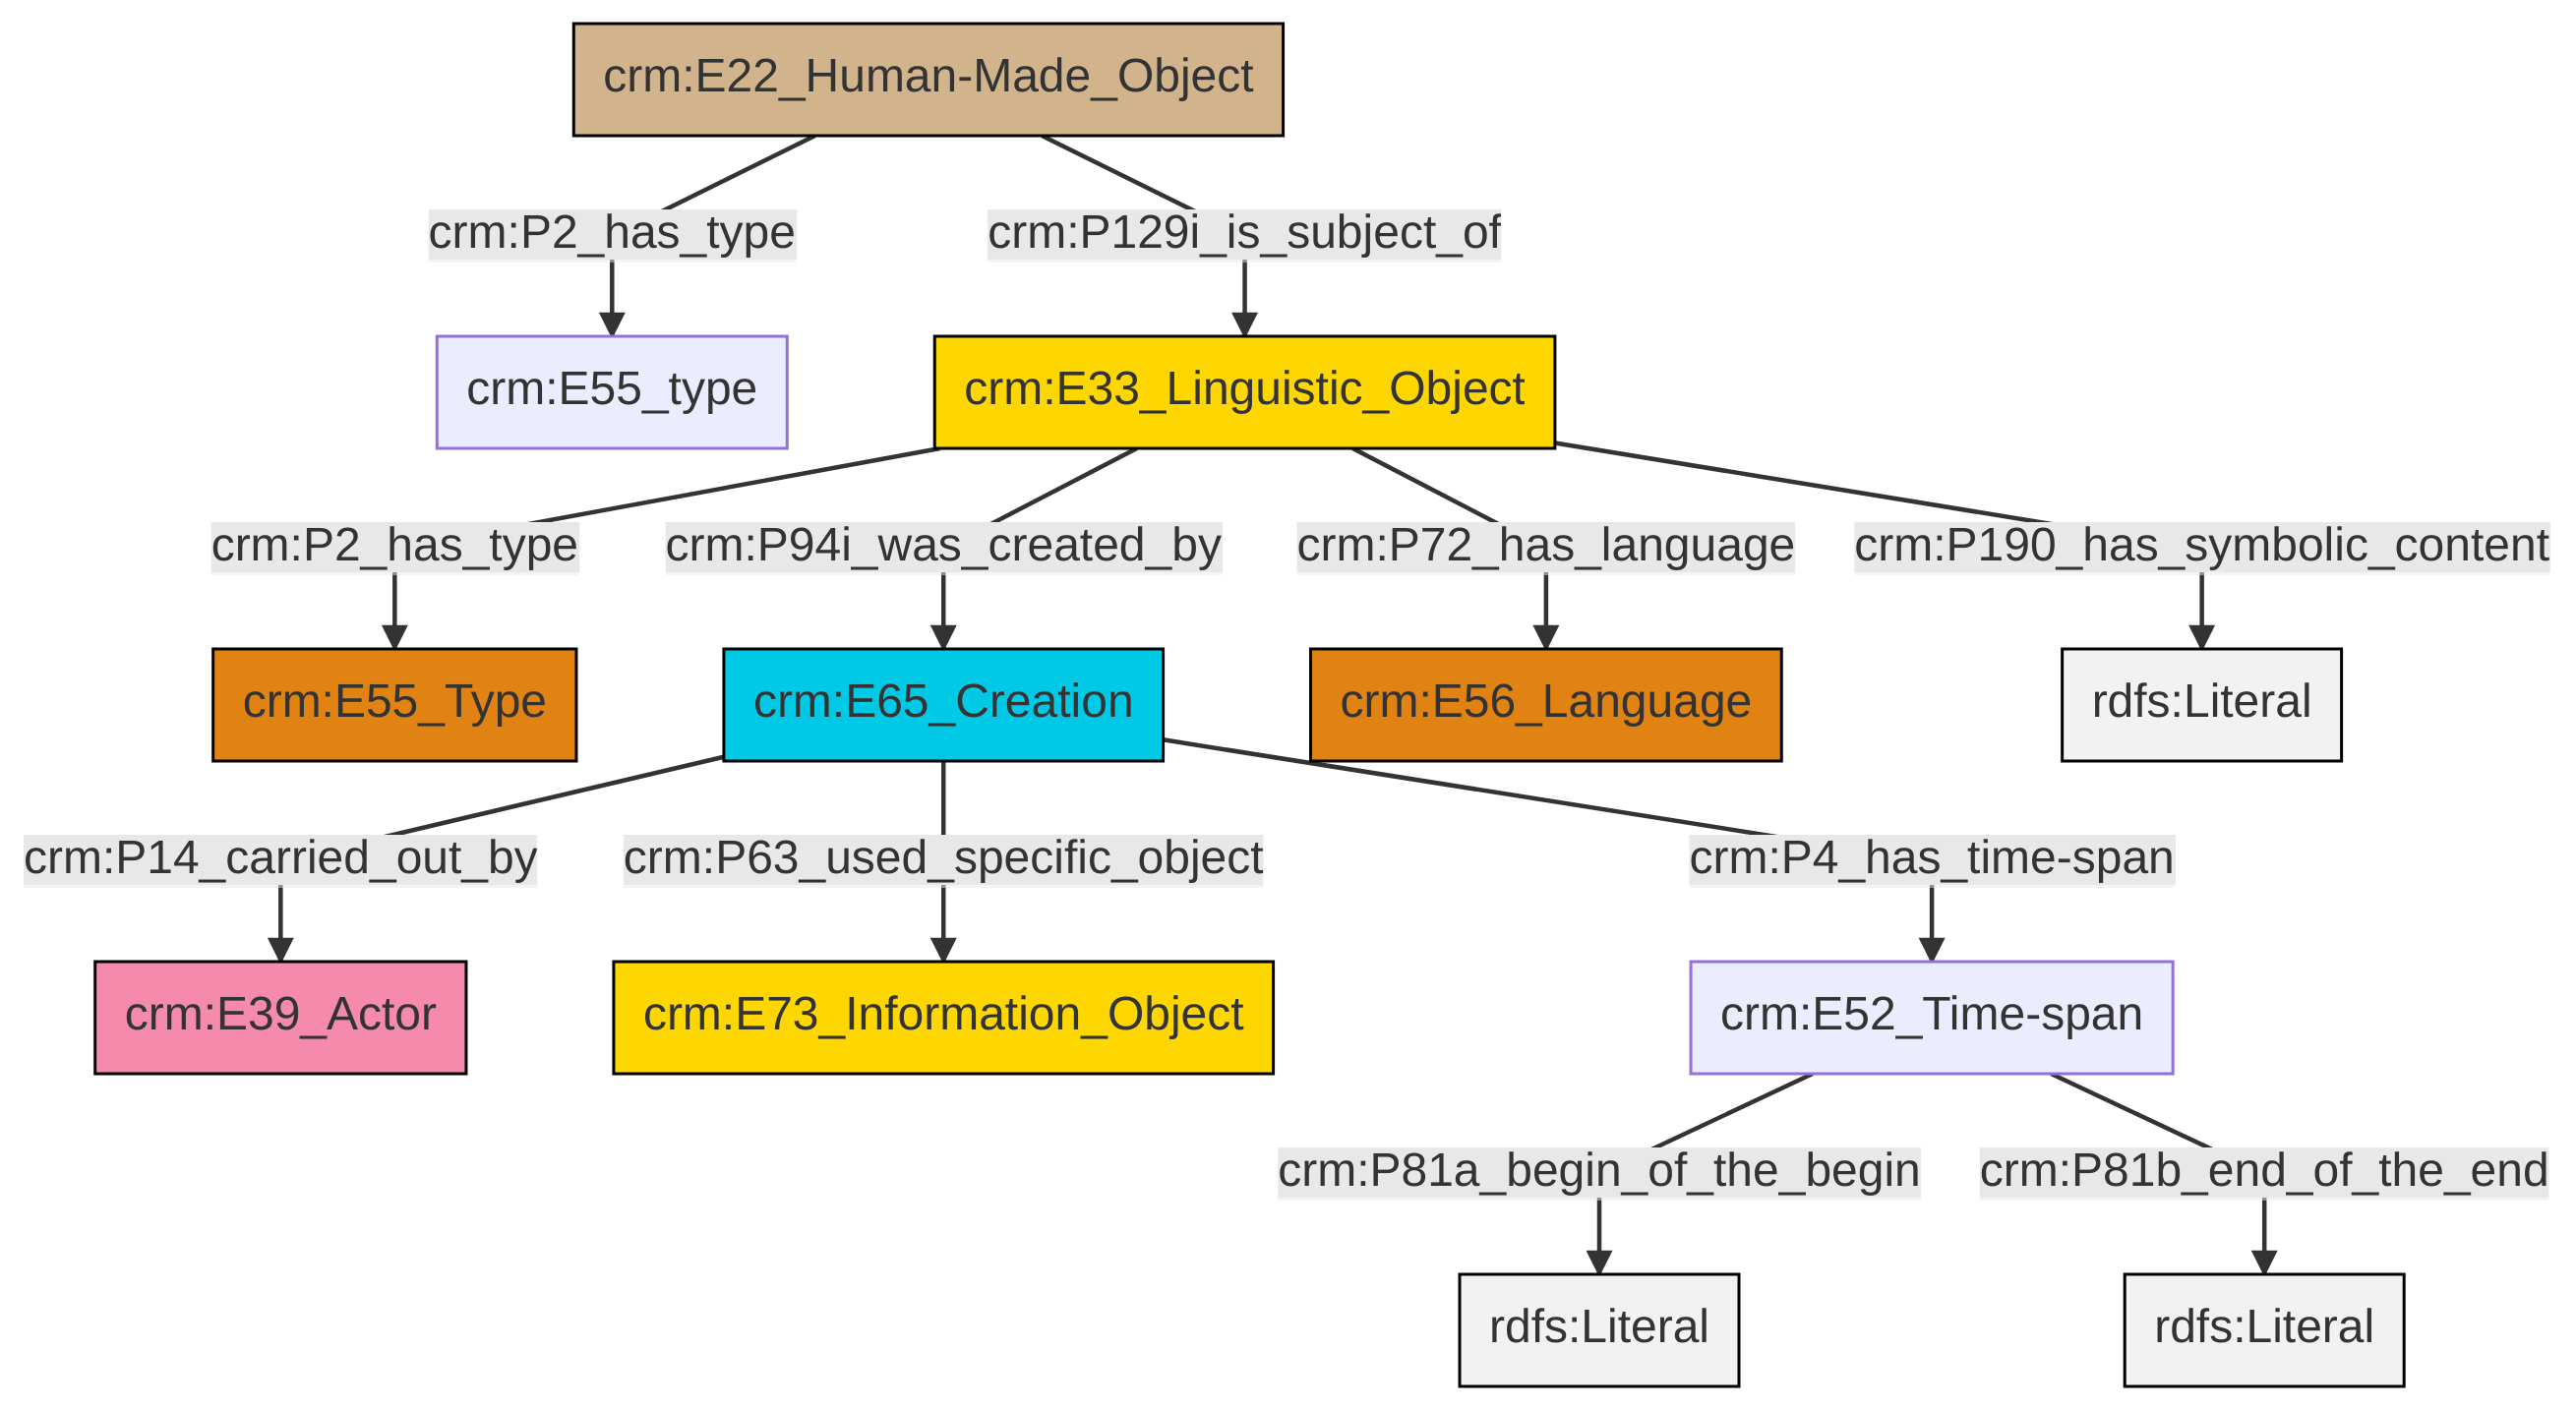 crm:E22_Human-Made_Object
crm:P2_has_type
crm:P129i_is_subject_of
crm:E55_type
crm:E33_Linguistic_Object
crm:P2_has_type
crm:P94i_was_created_by
crm:P72_has_language
crm:P190_has_symbolic_content
crm:E55_Type
crm:E65_Creation
crm:E56_Language
rdfs:Literal
crm:P14_carried_out_by
crm:P63_used_specific_object
crm:P4_has_time-span
crm:E39_Actor
crm:E73_Information_Object
crm:E52_Time-span
crm:P81a_begin_of_the_begin
crm:P81b_end_of_the_end
rdfs:Literal
rdfs:Literal